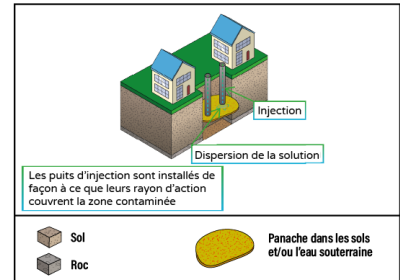 Injection
Dispersion de la solution
Les puits d'injection sont installés de
façon à ce que leurs rayon d'action
couvrent la zone contaminée
Sol
Roc
Panache dans les sols
et/ou l'eau souterraine